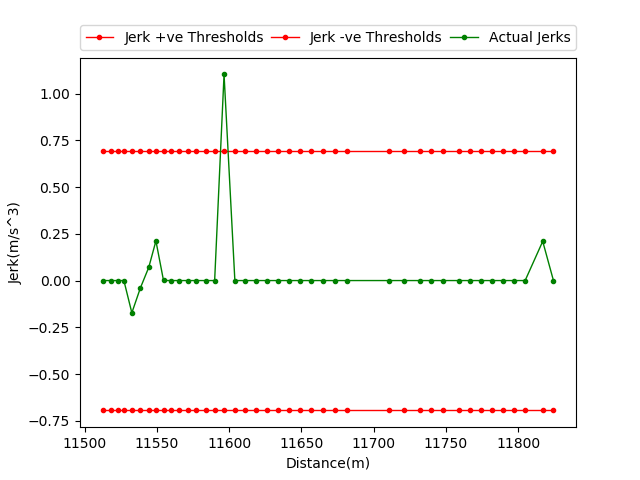 Jerk +ve Thresholds Jerk -ve Thresholds Actual Jerks
1.00
0.75
0.50
0.25
0.00
−0.25
−0.50
−0.75
Jerk(m/s^3)
11500 11550 11600 11650 11700 11750 11800
Distance(m)